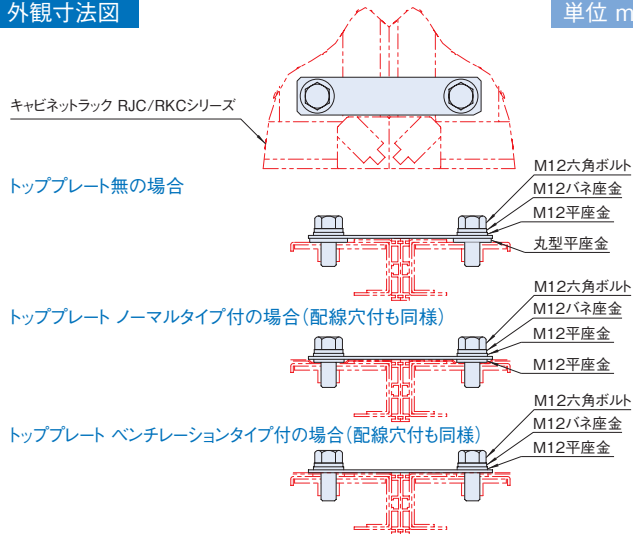 外観寸法図
単位 m
キャビネットラック RJC/RKCシリーズ
トッププレート無の場合
M12六角ボルト
M12バネ座金
M12平座金
丸型平座金
トッププレート ノーマルタイプ付の場合(配線穴付も同様)
M12六角ボルト
M12バネ座金
M12平座金
M12平座金
トッププレート ベンチレーションタイプ付の場合(配線穴付も同様)
M12六角ボルト
M12バネ座金
M12平座金